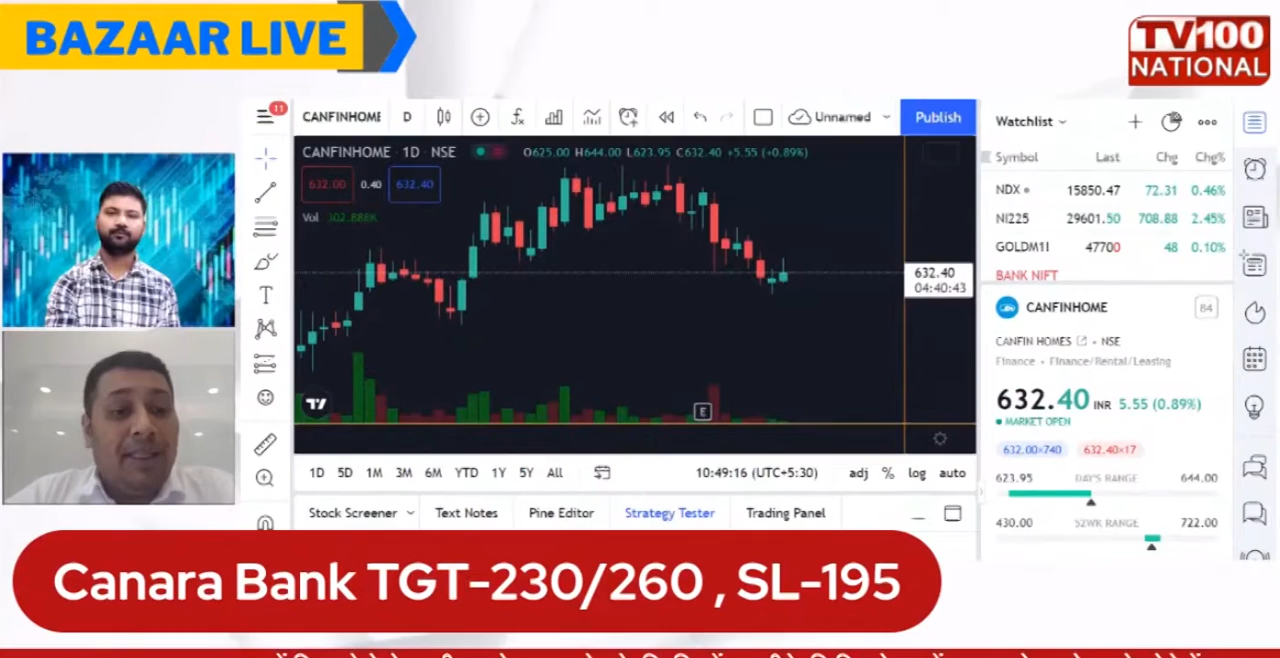 BAZAAR LIVE
TV100
NATIONAL
11
CANFINHOME
D
Unnamed
Publish
CANFINHOME · 1D · NSE
O625.00 H644.00 L623.95 C632.40 +5.55 (+0.89%)
632.00 0.40 632.40
Vol 302.888K
632.40
04:40:43
E
1D 5D 1M 3M 6M YTD 1Y 5Y All
10:49:16 (UTC+5:30)
adj % log auto
Stock Screener Text Notes Pine Editor Strategy Tester Trading Panel
Watchlist
Symbol Last Chg Chg%
NDX 15850.47 72.31 0.46%
NI225 29601.50 708.88 2.45%
GOLDM1! 47700 48 0.10%
BANK NIFT
CANFINHOME
84
CANFIN HOMES • NSE
Finance • Finance/Rental/Leasing
632.40 INR 5.55 (0.89%)
MARKET OPEN
632.00×740 632.40×17
623.95 DAY'S RANGE 644.00
430.00 52WK RANGE 722.00
Canara Bank TGT-230/260 , SL-195